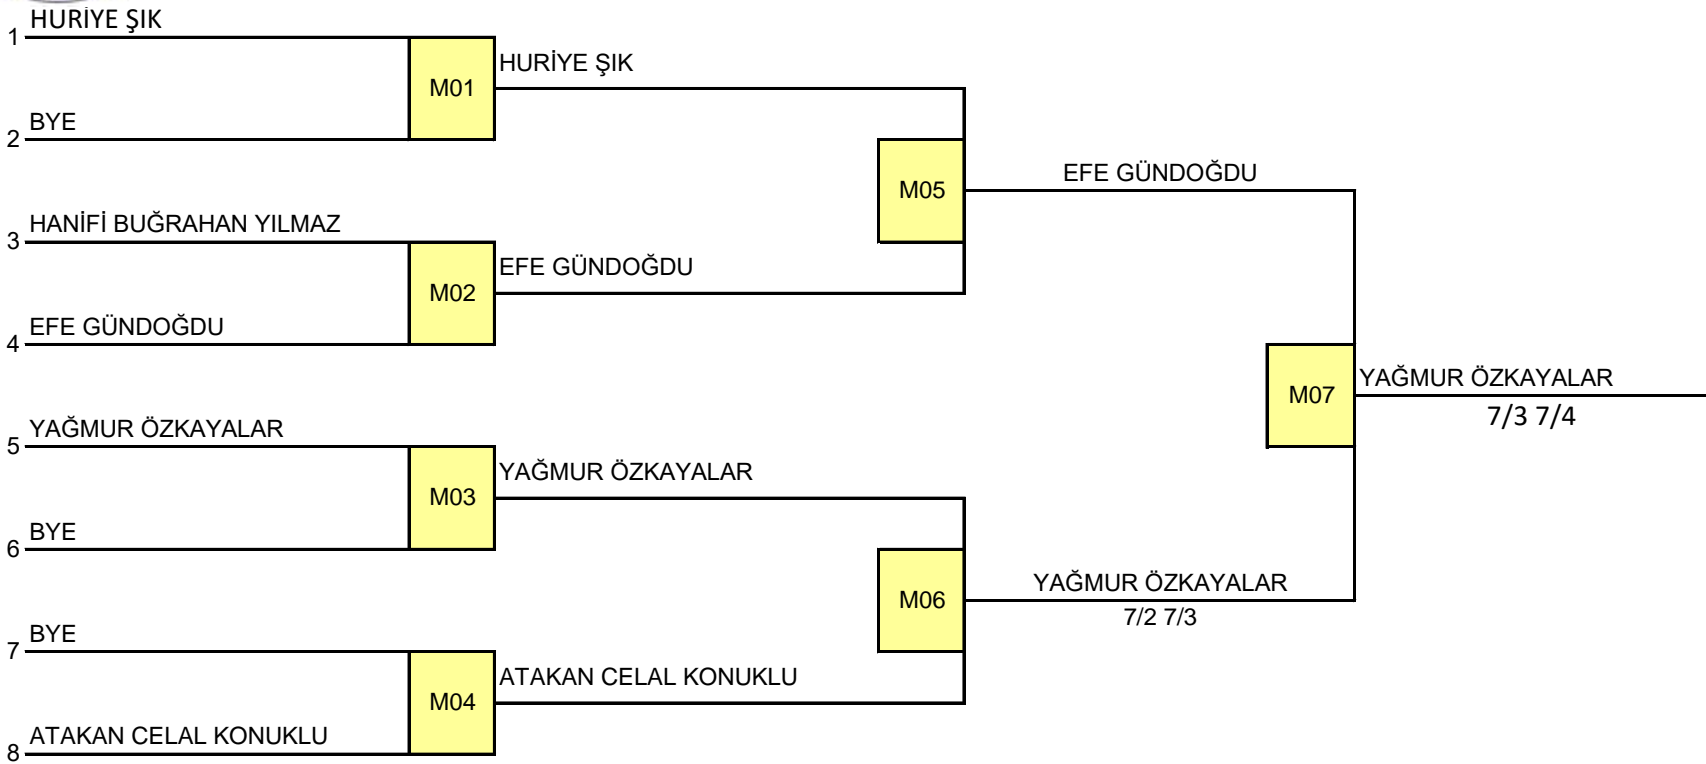 HURİYE ŞIK
1
M01
HURİYE ŞIK
BYE
2
HANİFİ BUĞRAHAN YILMAZ
3
M02
EFE GÜNDOĞDU
EFE GÜNDOĞDU
4
M05
EFE GÜNDOĞDU
YAĞMUR ÖZKAYALAR
5
M03
YAĞMUR ÖZKAYALAR
BYE
6
BYE
7
M04
ATAKAN CELAL KONUKLU
ATAKAN CELAL KONUKLU
8
M06
YAĞMUR ÖZKAYALAR
7/2 7/3
M07
YAĞMUR ÖZKAYALAR
7/3 7/4